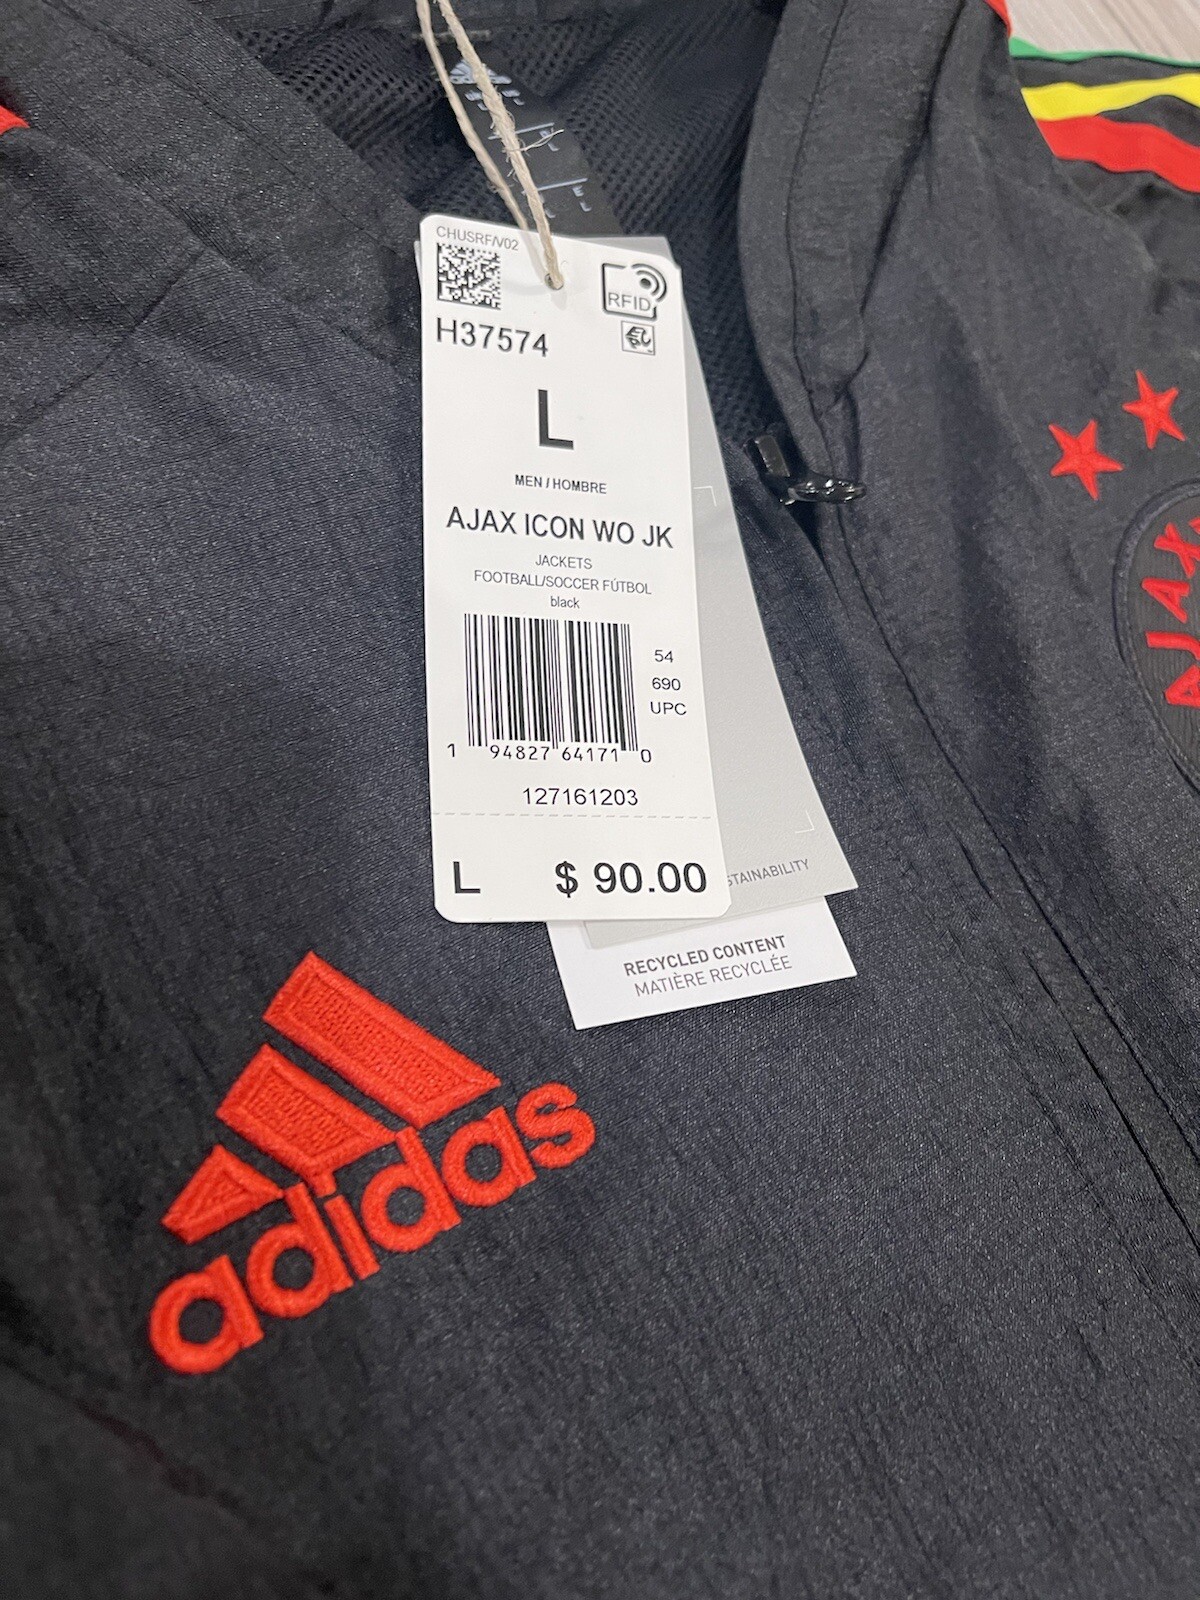 CHUSRF/V02
RFID
H37574
L
MEN / HOMBRE
AJAX ICON WO JK
JACKETS
FOOTBALL/SOCCER FÚTBOL
black
54
690
UPC
1 94827 64171 0
127161203
L $ 90.00
RECYCLED CONTENT
MATIÈRE RECYCLÉE
adidas
AJAX